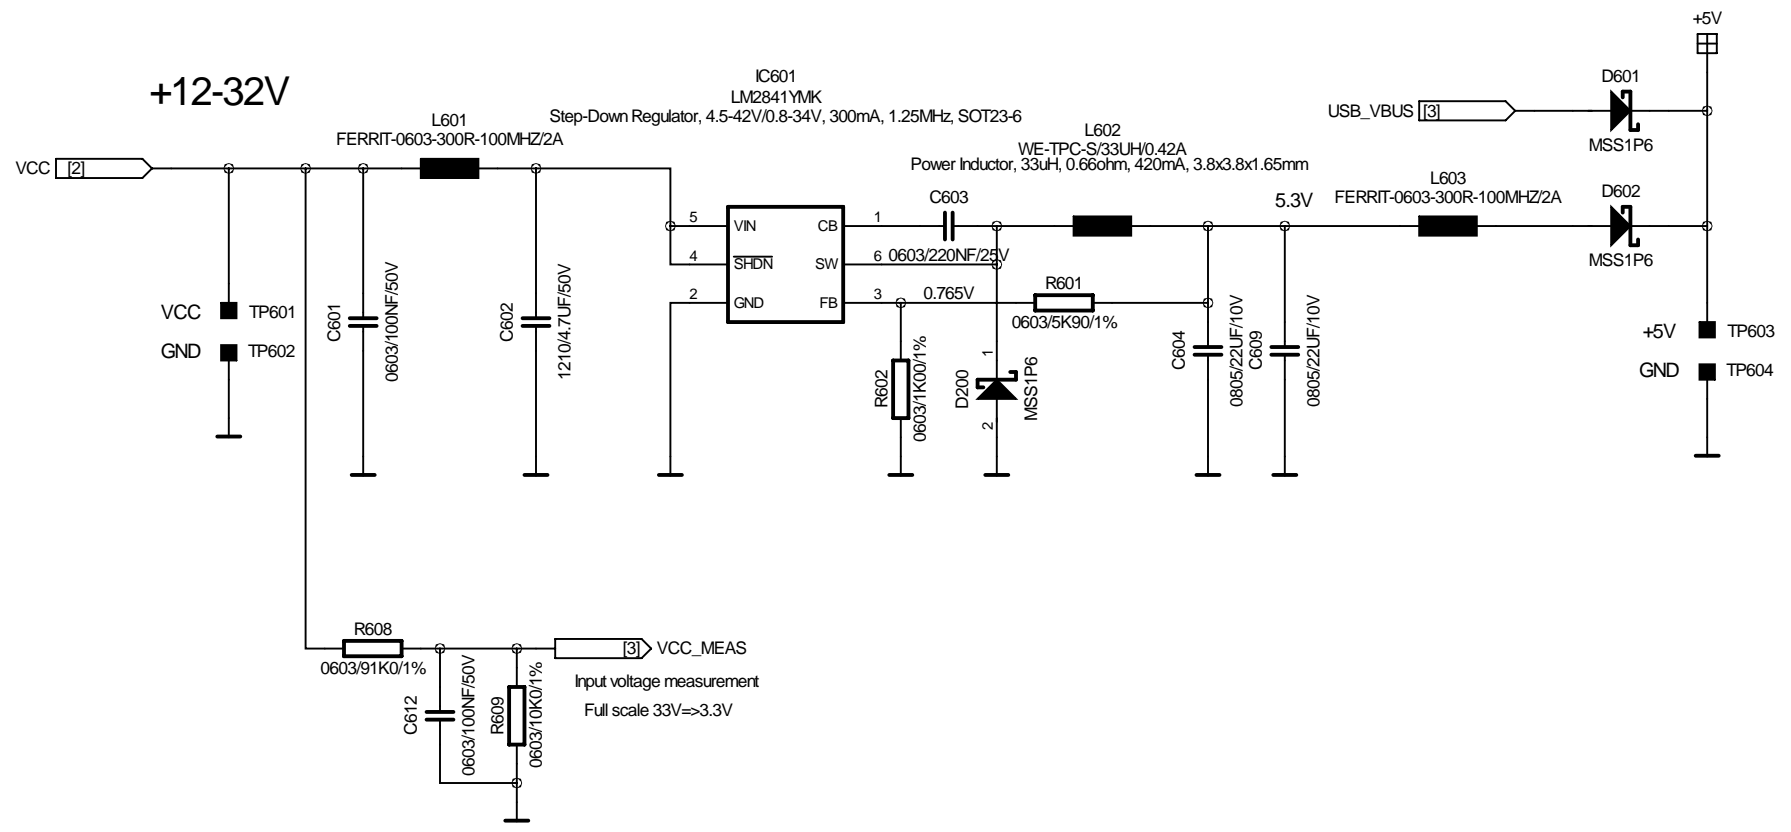 +5V
+12-32V
IC601
LM2841YMK
Step-Down Regulator, 4.5-42V/0.8-34V, 300mA, 1.25MHz, SOT23-6
D601
USB_VBUS [3]
MSS1P6
L601
FERRIT-0603-300R-100MHZ/2A
L602
WE-TPC-S/33UH/0.42A
Power Inductor, 33uH, 0.66ohm, 420mA, 3.8x3.8x1.65mm
VCC [2]
L603
FERRIT-0603-300R-100MHZ/2A
D602
MSS1P6
C603
0603/220NF/25V
5.3V
5 VIN CB 1
4 SHDN SW 6
2 GND FB 3
0.765V
R601
0603/5K90/1%
VCC TP601
GND TP602
C601
0603/100NF/50V
C602
1210/4.7UF/50V
R602
0603/1K00/1%
1
D200
MSS1P6
2
C604
0805/22UF/10V
C609
0805/22UF/10V
+5V TP603
GND TP604
R608
0603/91K0/1%
[3] VCC_MEAS
C612
0603/100NF/50V
R609
0603/10K0/1%
Input voltage measurement
Full scale 33V=>3.3V